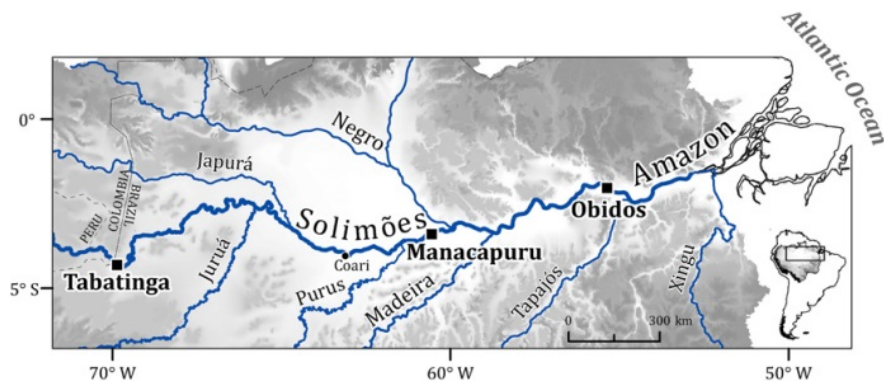 Atlantic Ocean
0°
Negro
Amazon
Japurá
COLOMBIA
BRAZIL
PERU
Solimões
Obidos
Juruá
Manacapuru
Coari
Tabatinga
5° S
Purus
Madeira
Tapajós
Xingu
0 300 km
70° W 60° W 50° W